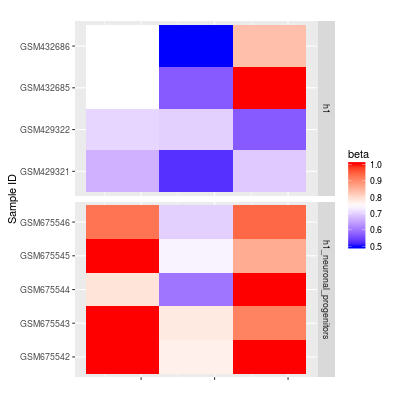 Sample ID
GSM432686
GSM432685
GSM429322
GSM429321
h1
GSM675546
GSM675545
GSM675544
GSM675543
GSM675542
h1_neuronal_progenitors
beta
1.0
0.9
0.8
0.7
0.6
0.5